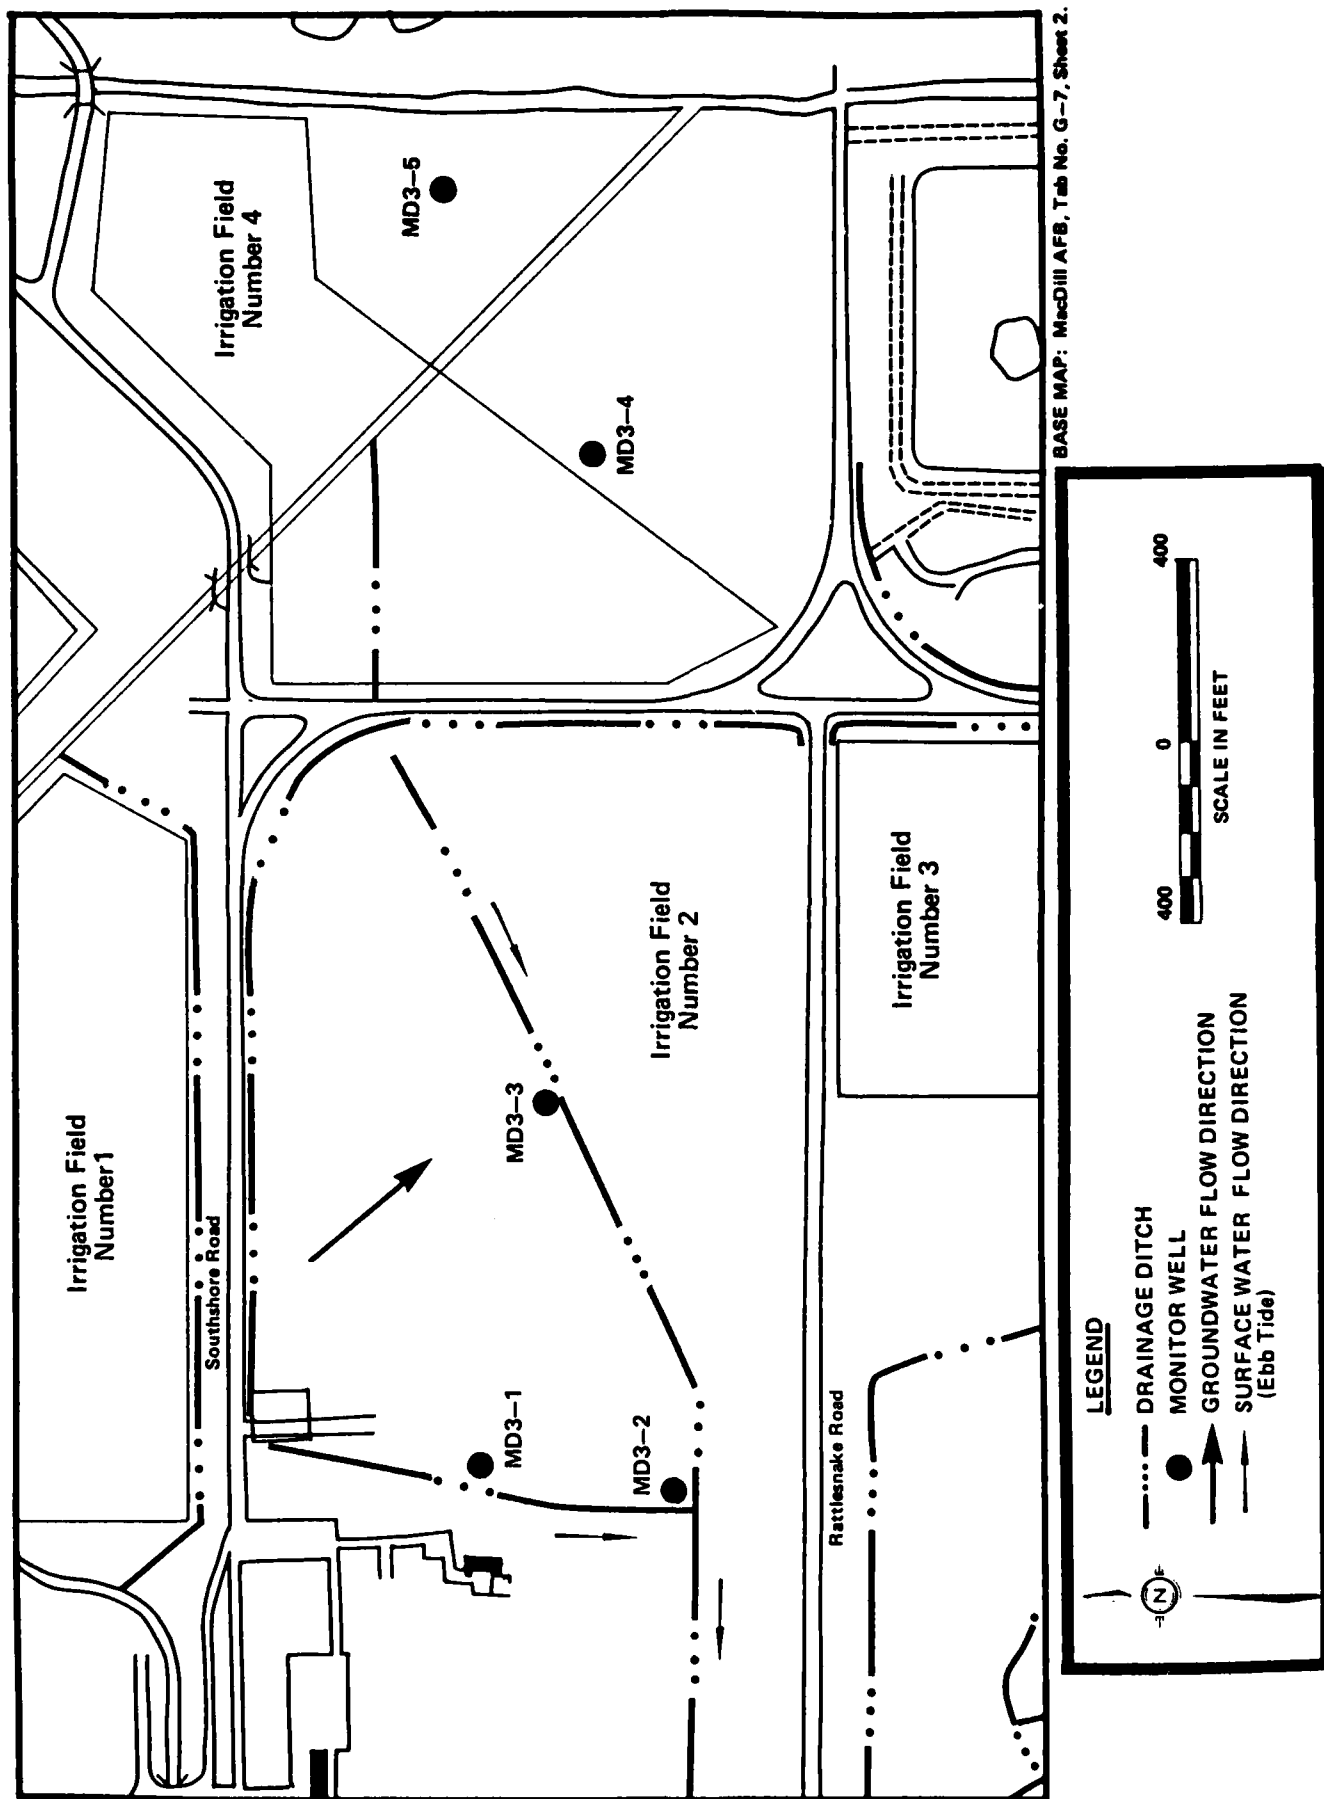 Irrigation Field
Number 1
Southshore Road
Irrigation Field
Number 4
MD3-5
MD3-4
MD3-3
MD3-1
MD3-2
Irrigation Field
Number 2
Rattlesnake Road
Irrigation Field
Number 3
BASE MAP: MacDill AFB, Tab No. G-7, Sheet 2.
LEGEND
DRAINAGE DITCH
MONITOR WELL
GROUNDWATER FLOW DIRECTION
SURFACE WATER FLOW DIRECTION
(Ebb Tide)
N
400
0
400
SCALE IN FEET